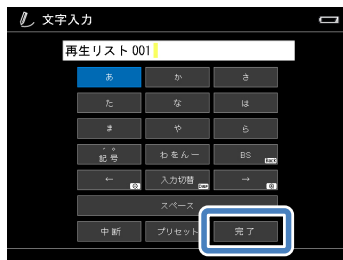 文字入力
再生リスト 001
あ か さ
た な は
ま や ら
記号 わをんー BS BACK
← 入力切替 DISP →
スペース
中断 プリセット 完了